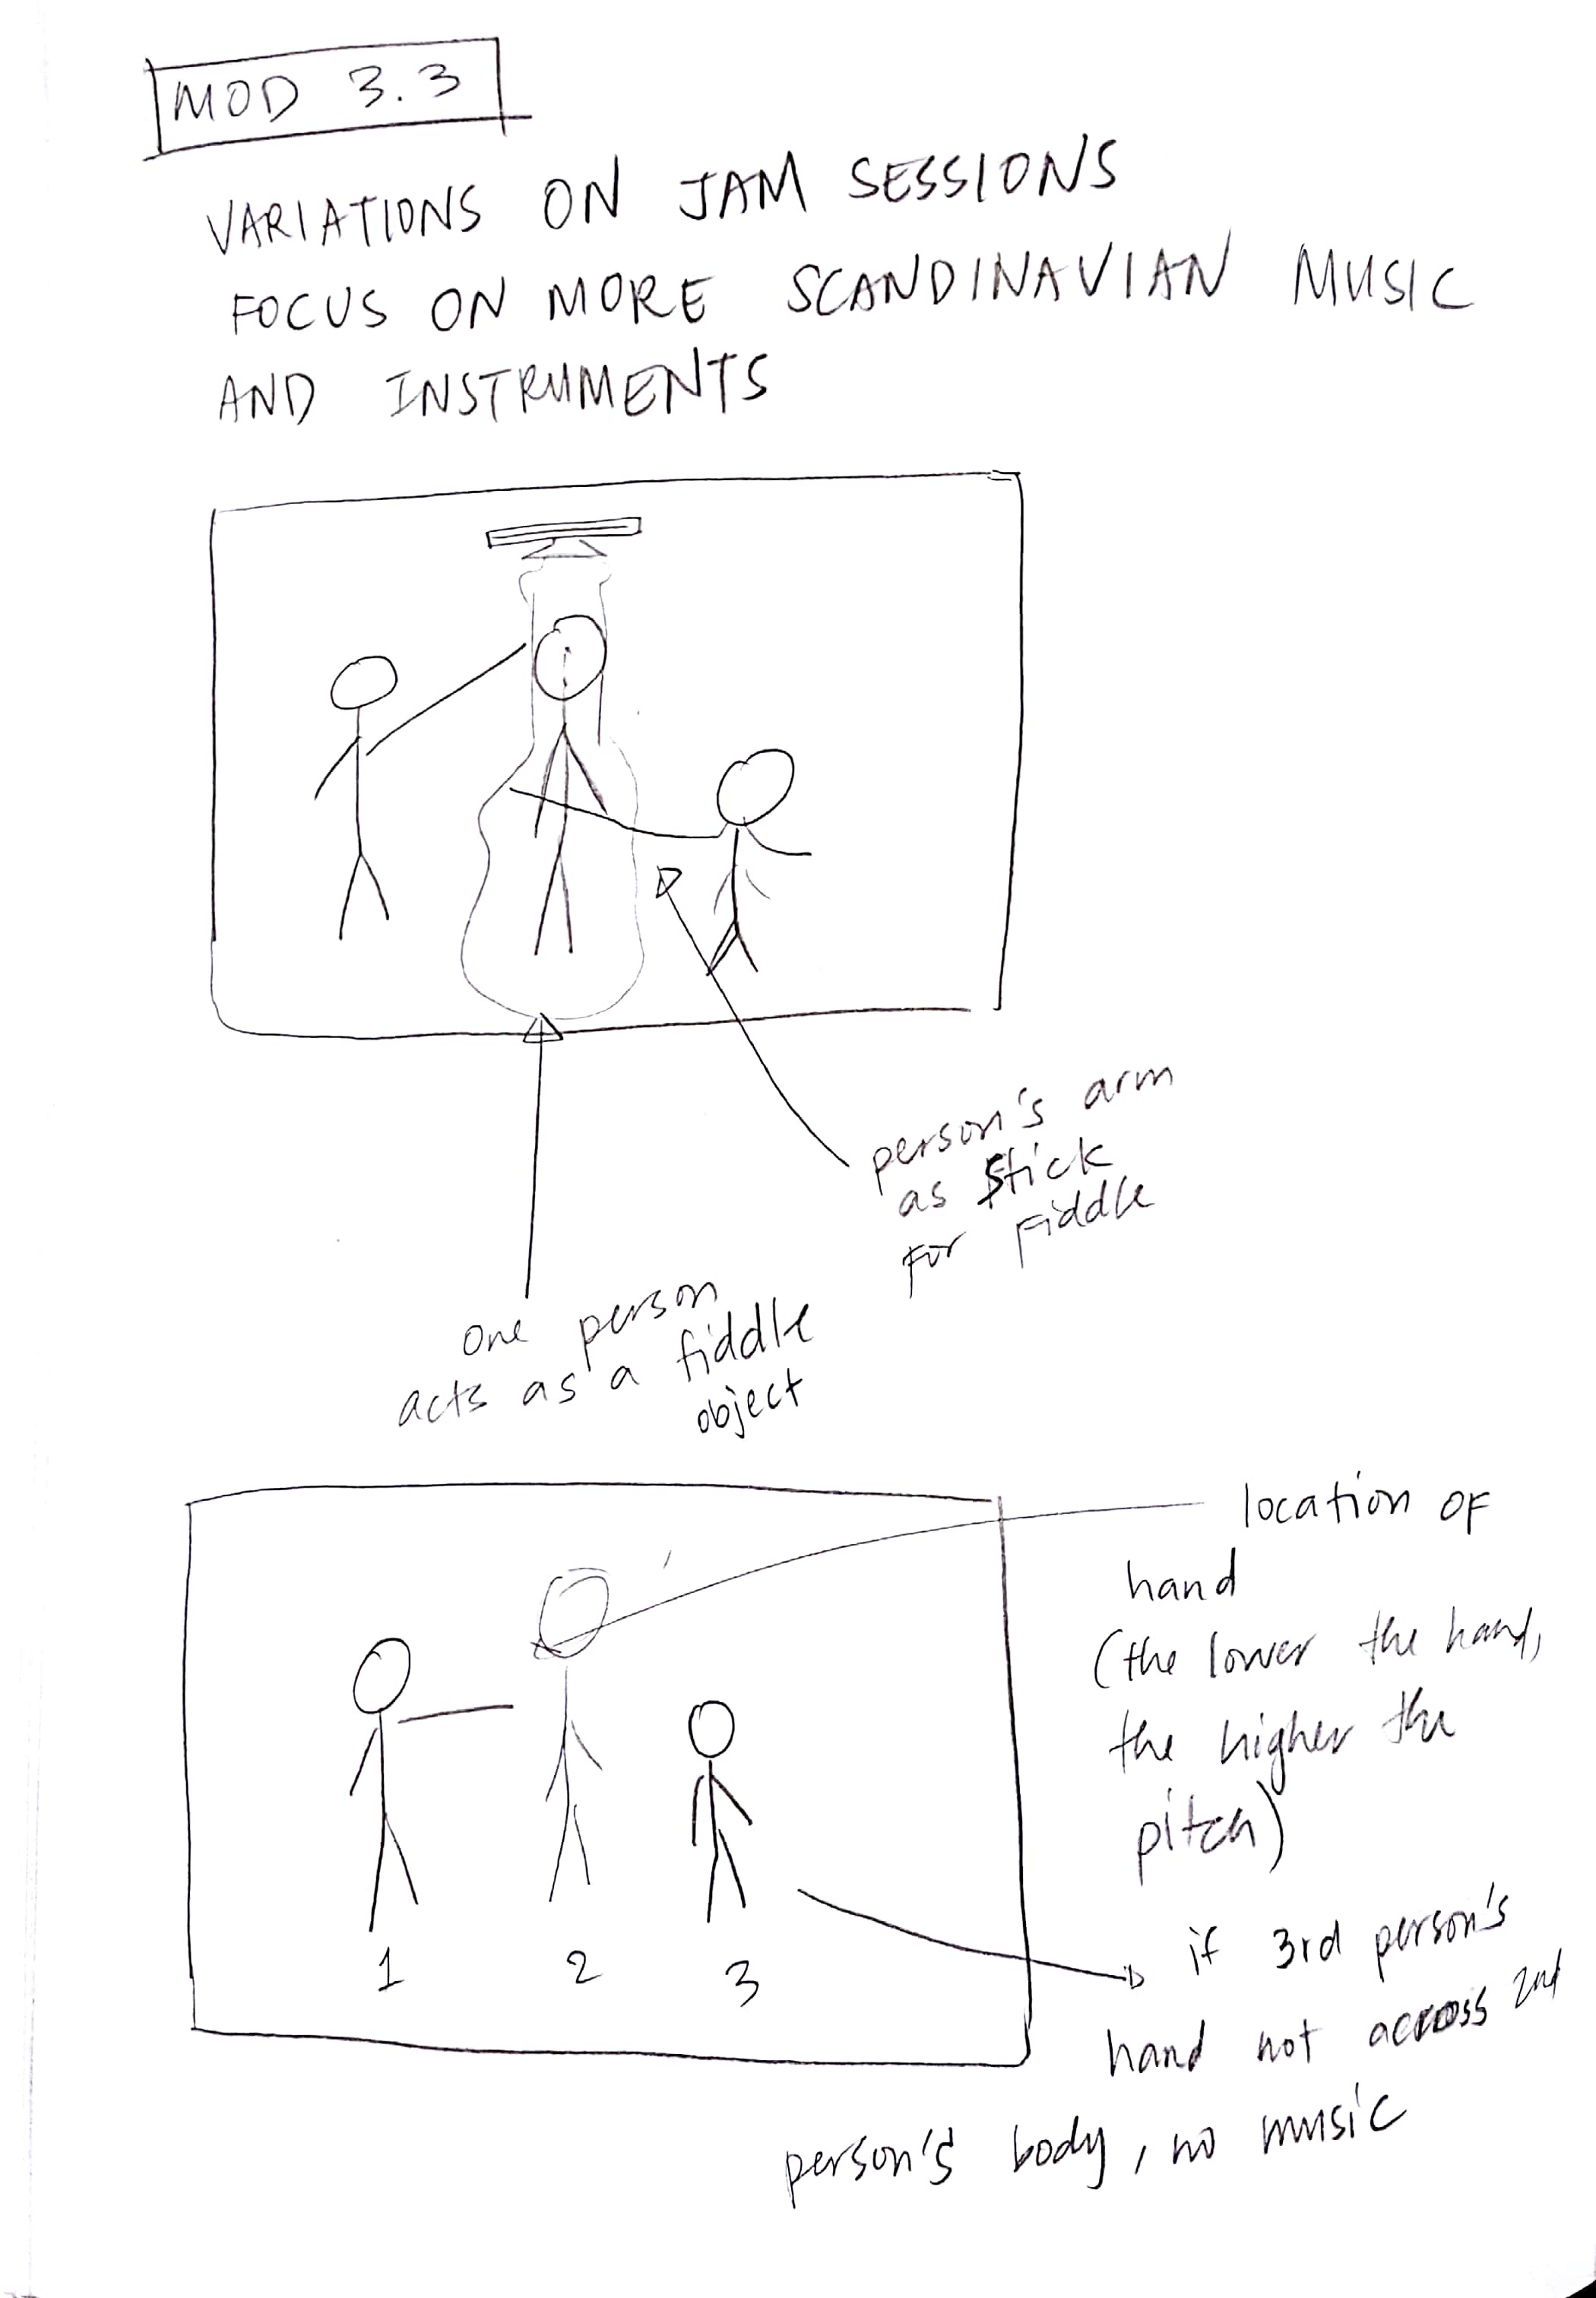 MOD 3.3
VARIATIONS ON JAM SESSIONS
FOCUS ON MORE SCANDINAVIAN MUSIC
AND INSTRUMENTS
person's arm
as stick
for fiddle
one person
acts as a fiddle
object
location of
hand
(the lower the hand,
the higher the
pitch)
1 2 3
if 3rd person's
hand not across 2nd
person's body, no music